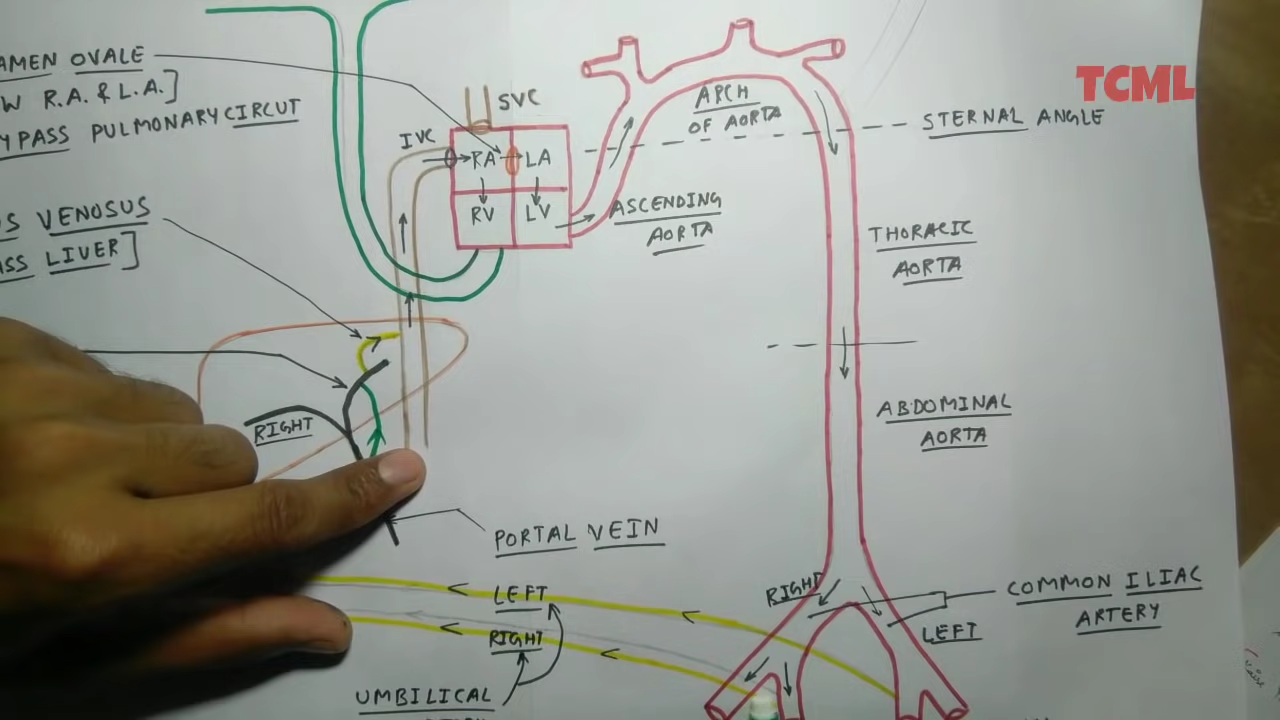 AMEN OVALE
W R.A. & L.A.]
YPASS PULMONARY CIRCUT
SVC
IVC
RA
LA
RV
LV
ARCH
OF AORTA
TCML
STERNAL ANGLE
ASCENDING
AORTA
US VENOSUS
ASS LIVER]
THORACIC
AORTA
RIGHT
ABDOMINAL
AORTA
PORTAL VEIN
LEFT
RIGHT
UMBILICAL
RIGHT
LEFT
COMMON ILIAC
ARTERY